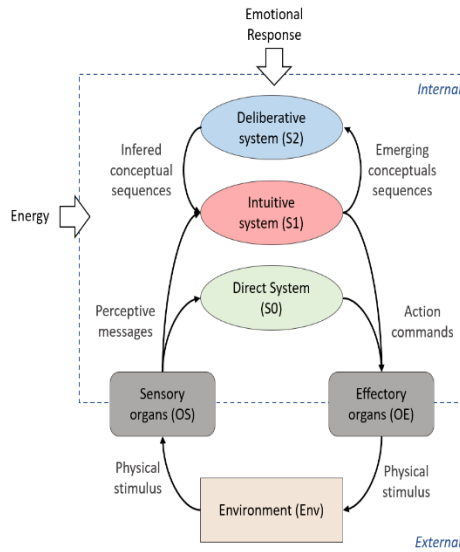 Emotional
Response
Internal
Deliberative
system (S2)
Infered
conceptual
sequences
Emerging
conceptuals
sequences
Energy
Intuitive
system (S1)
Direct System
(S0)
Perceptive
messages
Action
commands
Sensory
organs (OS)
Effectory
organs (OE)
Physical
stimulus
Physical
stimulus
Environment (Env)
External